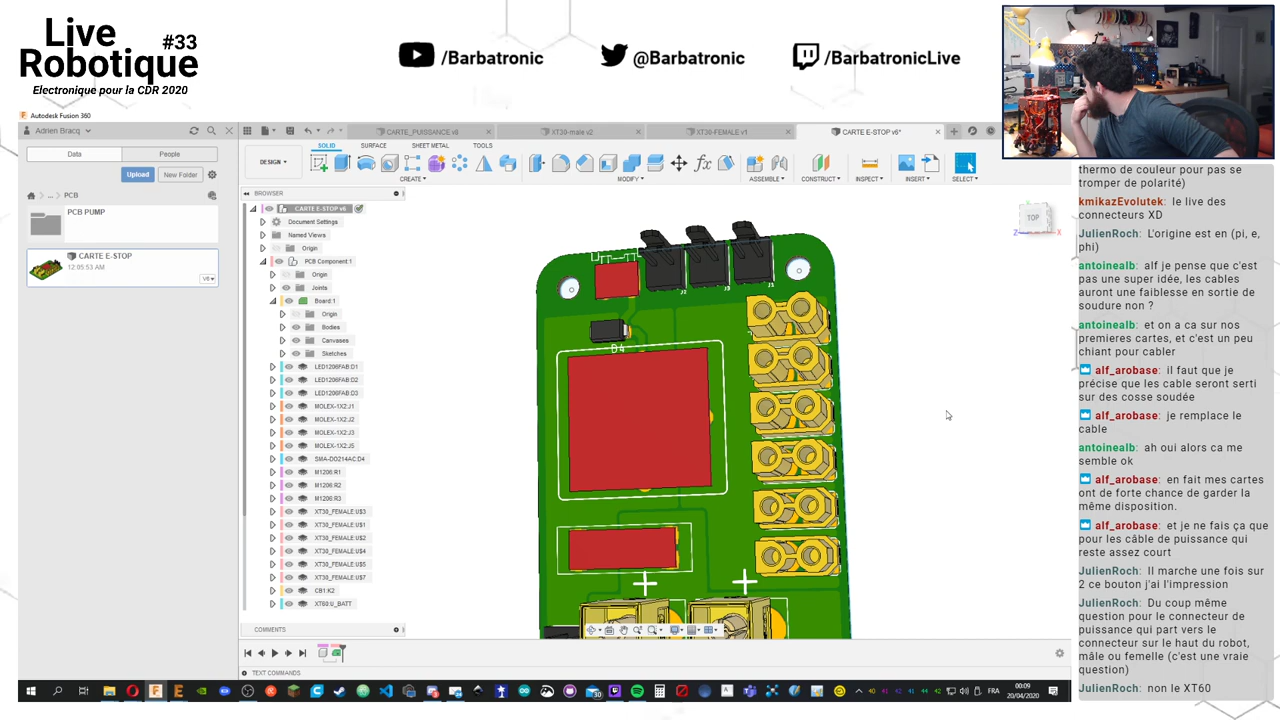 Live
Robotique #33
Electronique pour la CDR 2020
/Barbatronic
@Barbatronic
/BarbatronicLive
Autodesk Fusion 360
Adrien Bracq
CARTE_PUISSANCE v8
XT30-male v2
XT30-FEMALE v1
CARTE E-STOP v6*
Data
People
Upload
New Folder
... PCB
PCB PUMP
CARTE E-STOP
12:05:53 AM
V6
SOLID
SURFACE
SHEET METAL
TOOLS
DESIGN
CREATE
MODIFY
ASSEMBLE
CONSTRUCT
INSPECT
INSERT
SELECT
BROWSER
CARTE E-STOP v6
Document Settings
Named Views
Origin
PCB Component:1
Origin
Joints
Board:1
Origin
Bodies
Canvases
Sketches
LED1206FAB:D1
LED1206FAB:D2
LED1206FAB:D3
MOLEX-1X2:J1
MOLEX-1X2:J2
MOLEX-1X2:J3
MOLEX-1X2:J5
SMA-DO214AC:D4
M1206:R1
M1206:R2
M1206:R3
XT30_FEMALE:U$3
XT30_FEMALE:U$1
XT30_FEMALE:U$2
XT30_FEMALE:U$4
XT30_FEMALE:U$5
XT30_FEMALE:U$7
CB1:K2
XT60:U_BATT
COMMENTS
TEXT COMMANDS
TOP
Z
X
D4
thermo de couleur pour pas se
tromper de polarité)
kmikazEvolutek: le live des
connecteurs XD
JulienRoch: L'origine est en (pi, e,
phi)
antoinealb: alf je pense que c'est
pas une super idée, les cables
auront une faiblesse en sortie de
soudure non ?
antoinealb: et on a ca sur nos
premieres cartes, et c'est un peu
chiant pour cabler
alf_arobase: il faut que je
précise que les cable seront serti
sur des cosse soudée
alf_arobase: je remplace le
cable
antoinealb: ah oui alors ca me
semble ok
alf_arobase: en fait mes cartes
ont de forte chance de garder la
même disposition.
alf_arobase: et je ne fais ça que
pour les câble de puissance qui
reste assez court
JulienRoch: Il marche une fois sur
2 ce bouton j'ai l'impression
JulienRoch: Du coup même
question pour le connecteur de
puissance qui part vers le
connecteur sur le haut du robot,
mâle ou femelle (c'est une vraie
question)
JulienRoch: non le XT60
FRA
00:09
20/04/2020